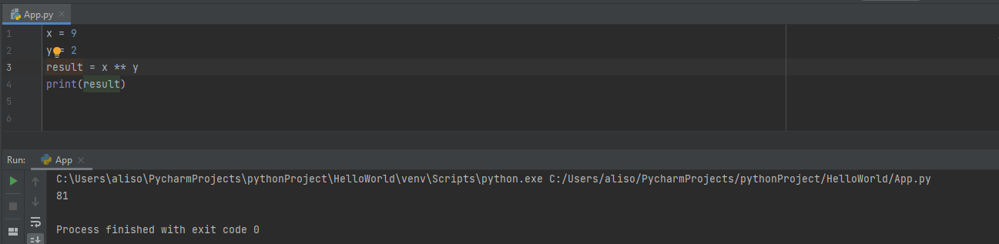 App.py
1 x = 9
2 y = 2
3 result = x ** y
4 print(result)
5
6
Run: App
C:\Users\aliso\PycharmProjects\pythonProject\HelloWorld\venv\Scripts\python.exe C:/Users/aliso/PycharmProjects/pythonProject/HelloWorld/App.py
81
Process finished with exit code 0